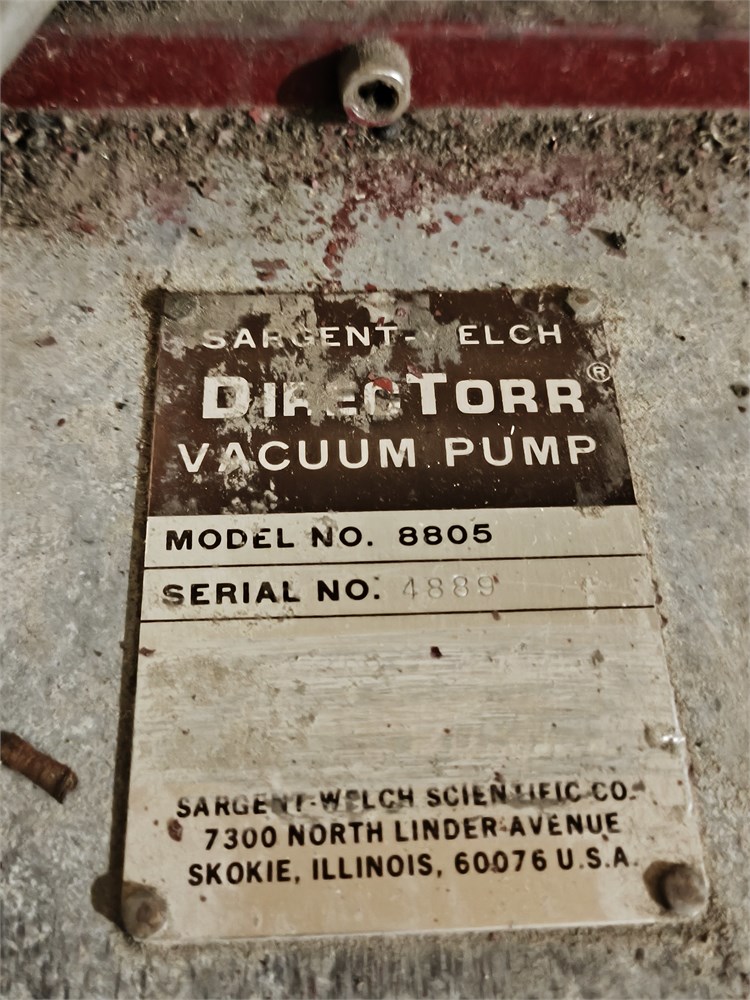 SARGENT-WELCH
DIRECTORR®
VACUUM PUMP
MODEL NO. 8805
SERIAL NO. 4889
SARGENT-WELCH SCIENTIFIC CO.
7300 NORTH LINDER AVENUE
SKOKIE, ILLINOIS, 60076 U.S.A.